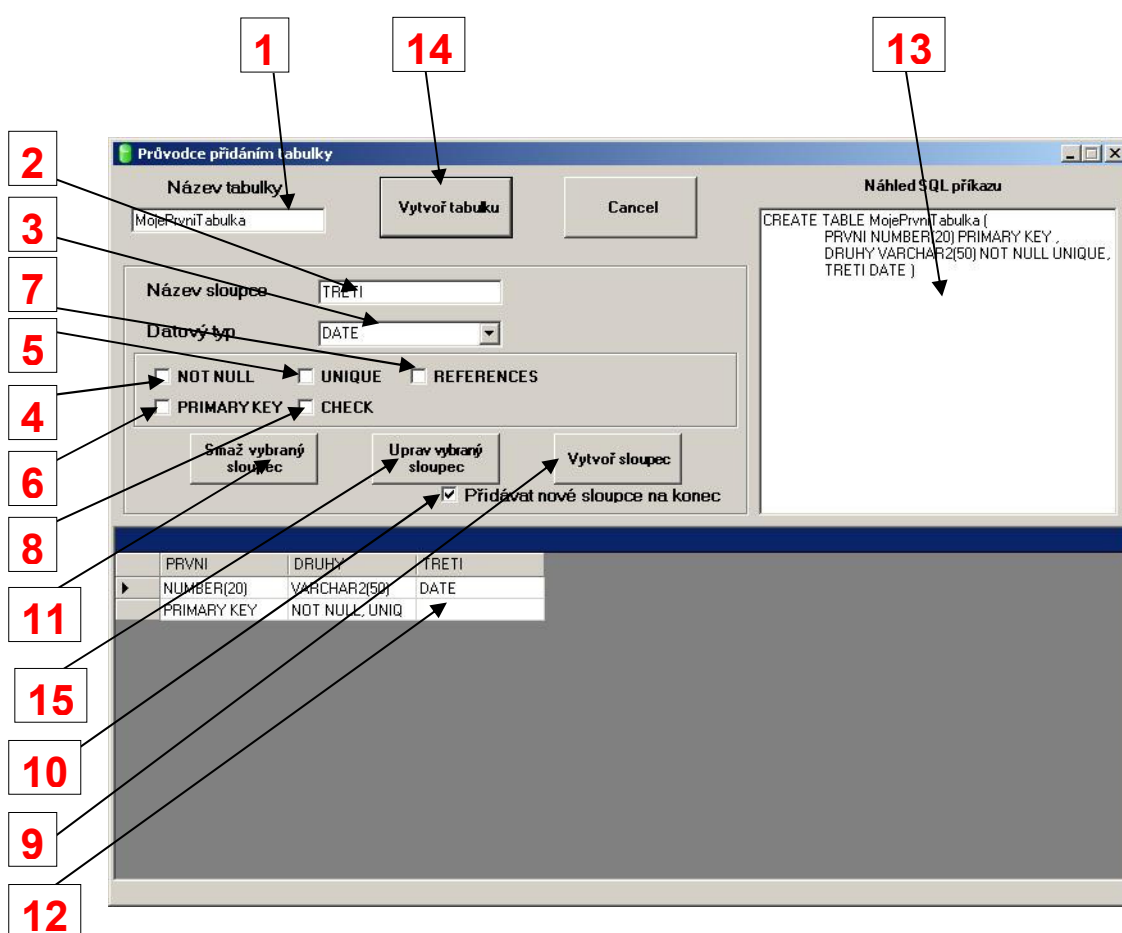 1
14
13
2
3
7
5
4
6
8
11
15
10
9
12
Průvodce přidáním tabulky
Název tabulky
MojePrvniTabulka
Vytvoř tabulku
Cancel
Náhled SQL příkazu
CREATE TABLE MojePrvniTabulka (
PRVNI NUMBER(20) PRIMARY KEY ,
DRUHY VARCHAR2(50) NOT NULL UNIQUE,
TRETI DATE )
Název sloupce
TRETI
Datový typ
DATE
NOT NULL
UNIQUE
REFERENCES
PRIMARY KEY
CHECK
Smaž vybraný
sloupec
Uprav vybraný
sloupec
Vytvoř sloupec
Přidávat nové sloupce na konec
PRVNI DRUHY TRETI
NUMBER(20) VARCHAR2(50) DATE
PRIMARY KEY NOT NULL, UNIQ